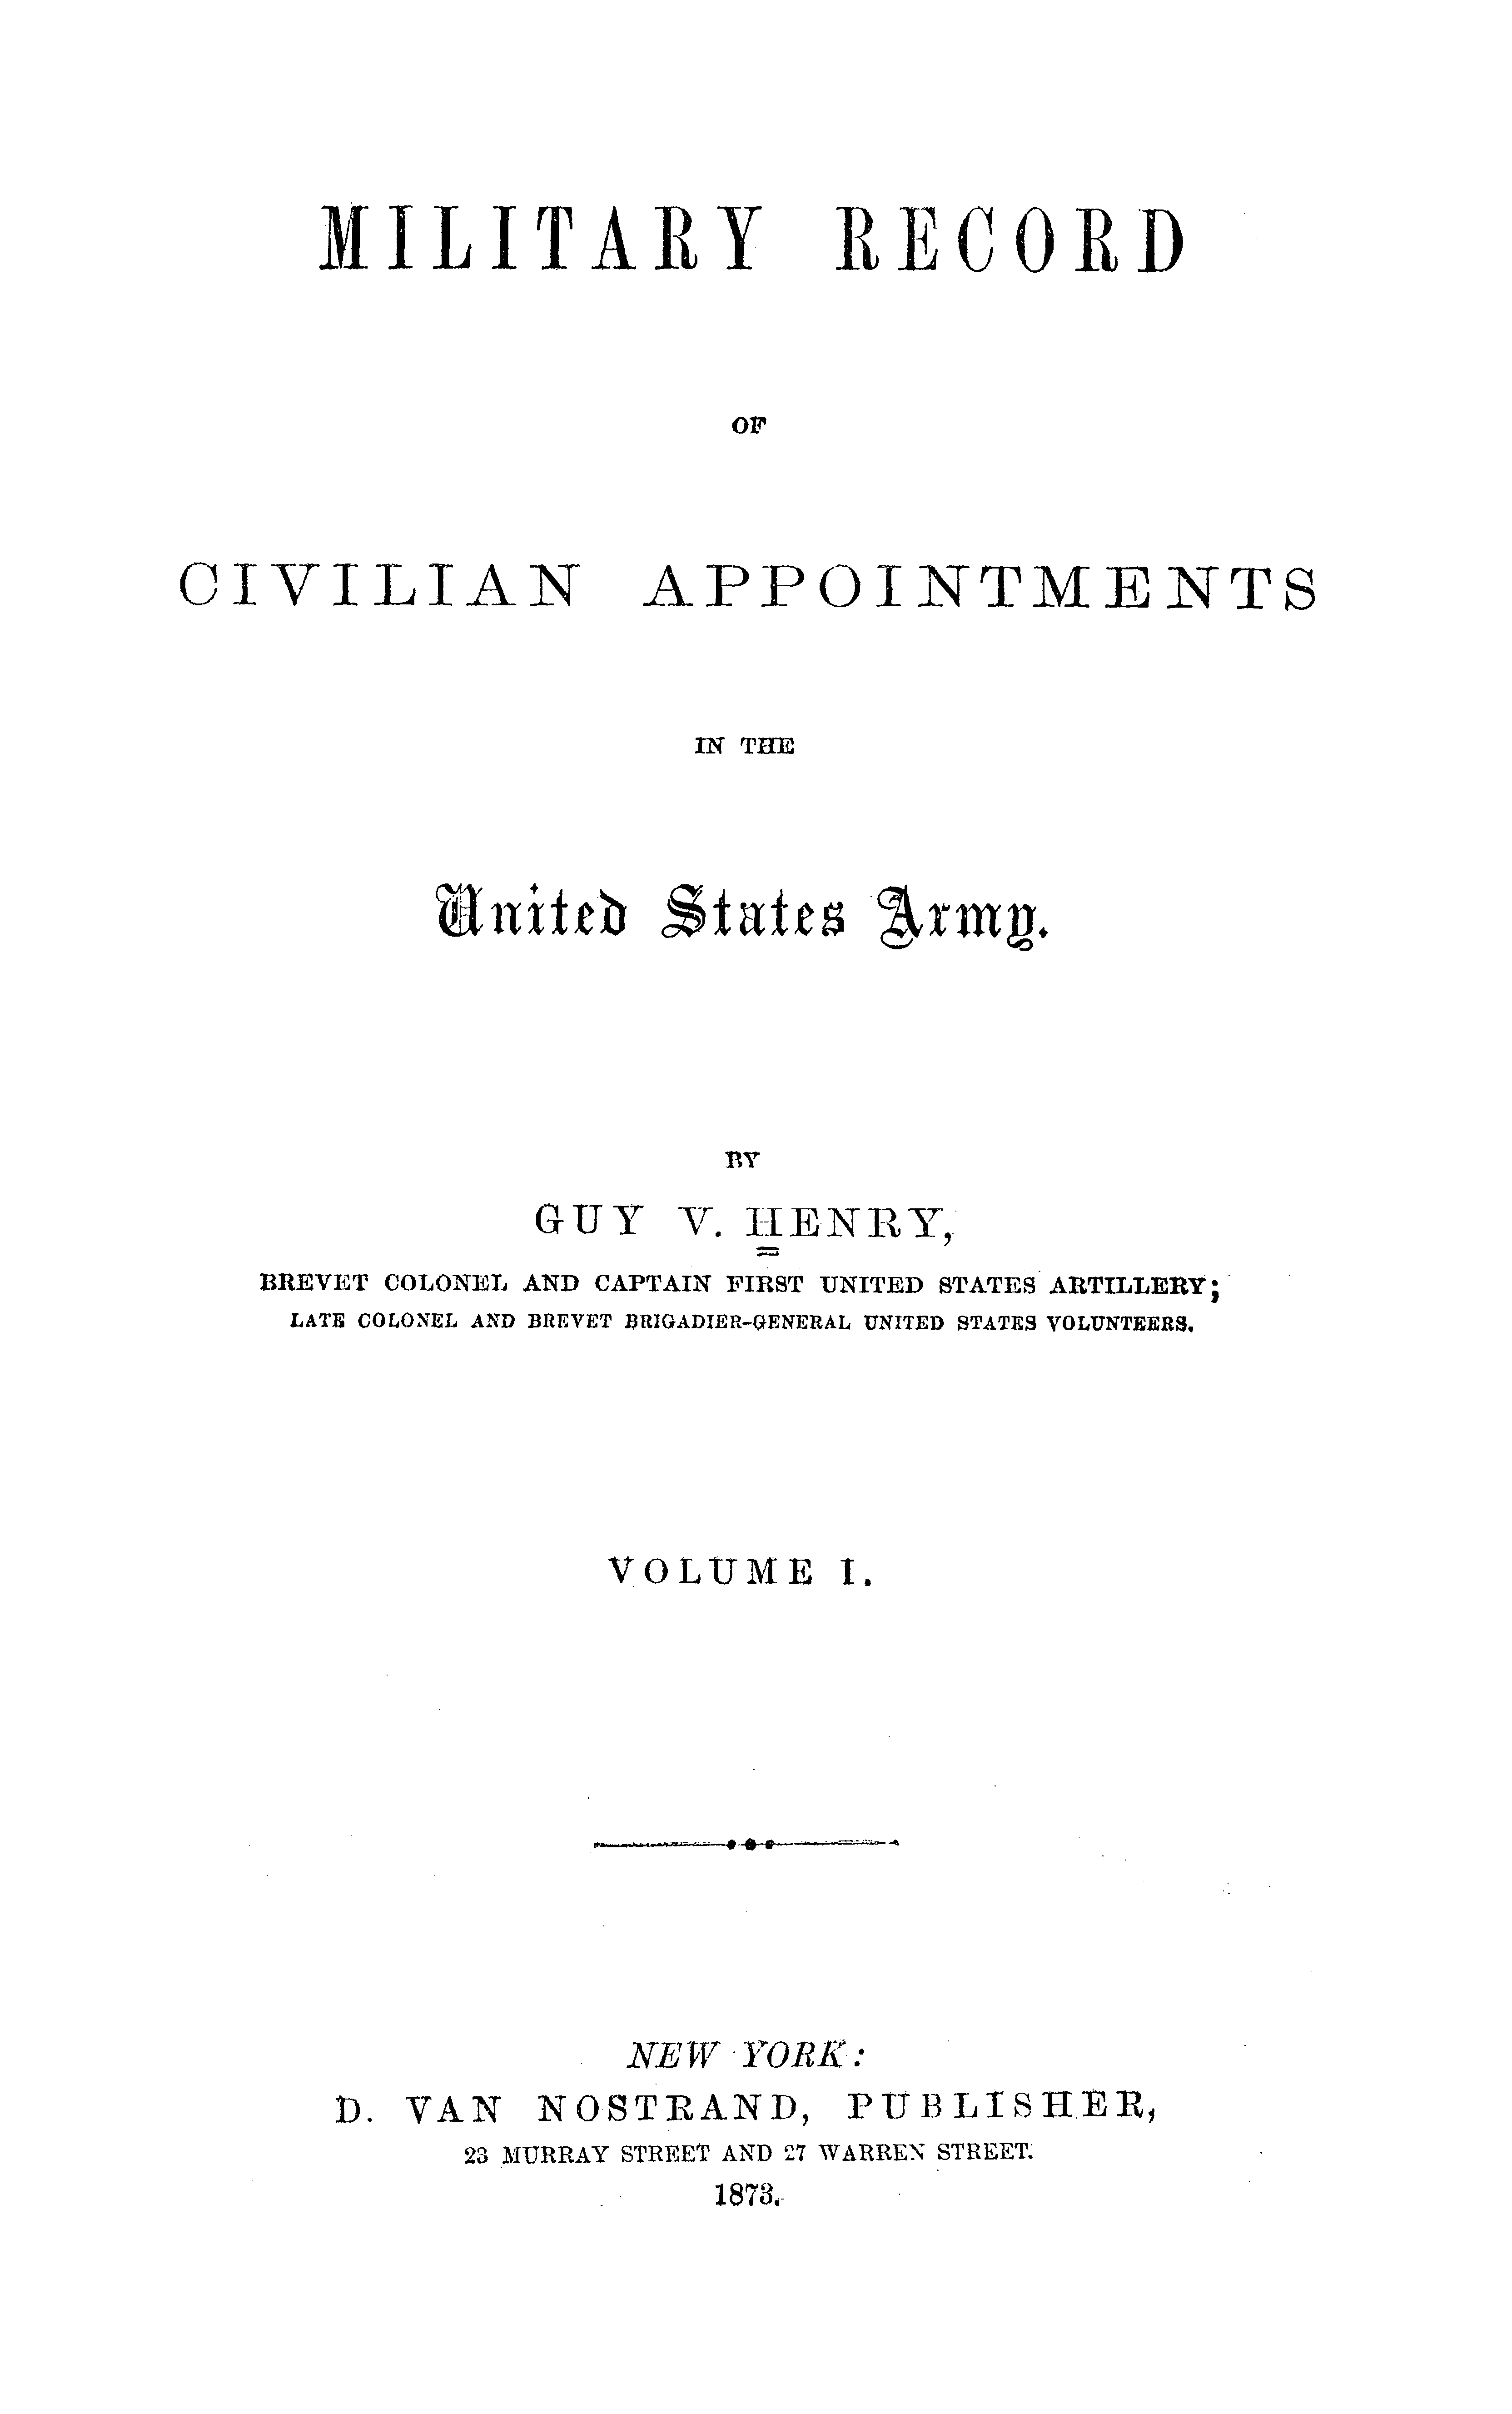 MILITARY RECORD
OF
CIVILIAN APPOINTMENTS
IN THE
United States Army.
BY
GUY V. HENRY,
BREVET COLONEL AND CAPTAIN FIRST UNITED STATES ARTILLERY;
LATE COLONEL AND BREVET BRIGADIER-GENERAL UNITED STATES VOLUNTEERS.
VOLUME I.
NEW YORK:
D. VAN NOSTRAND, PUBLISHER,
23 MURRAY STREET AND 27 WARREN STREET.
1873.